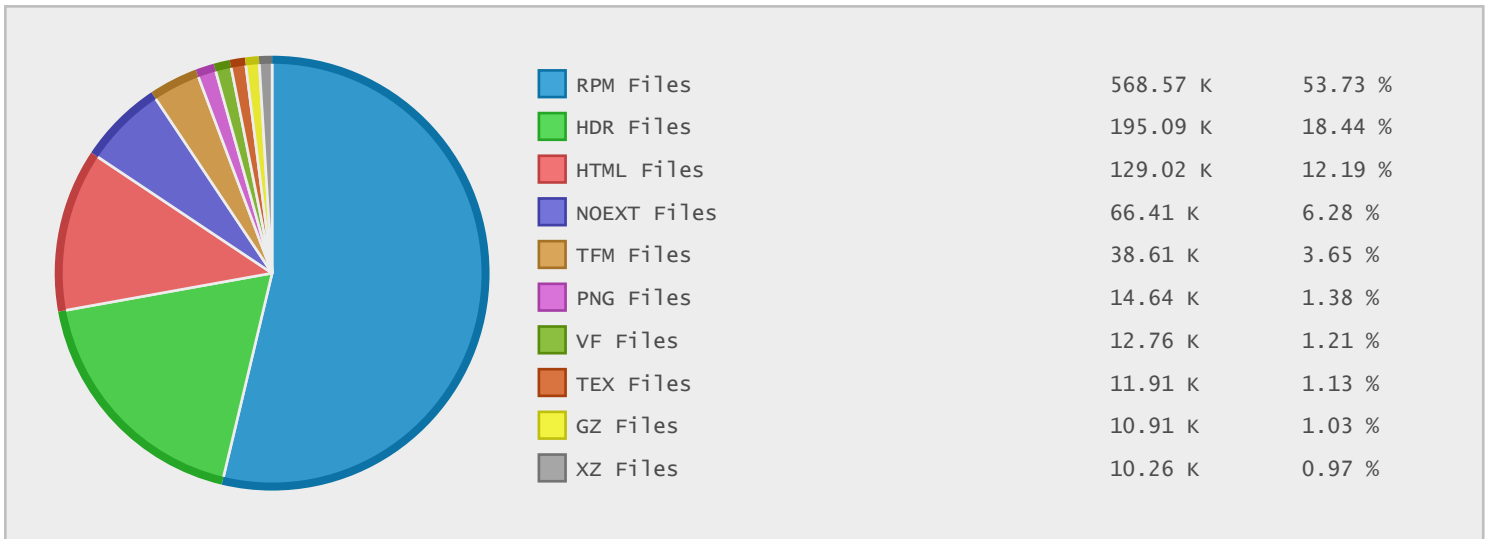 RPM Files 568.57 K 53.73 %
HDR Files 195.09 K 18.44 %
HTML Files 129.02 K 12.19 %
NOEXT Files 66.41 K 6.28 %
TFM Files 38.61 K 3.65 %
PNG Files 14.64 K 1.38 %
VF Files 12.76 K 1.21 %
TEX Files 11.91 K 1.13 %
GZ Files 10.91 K 1.03 %
XZ Files 10.26 K 0.97 %